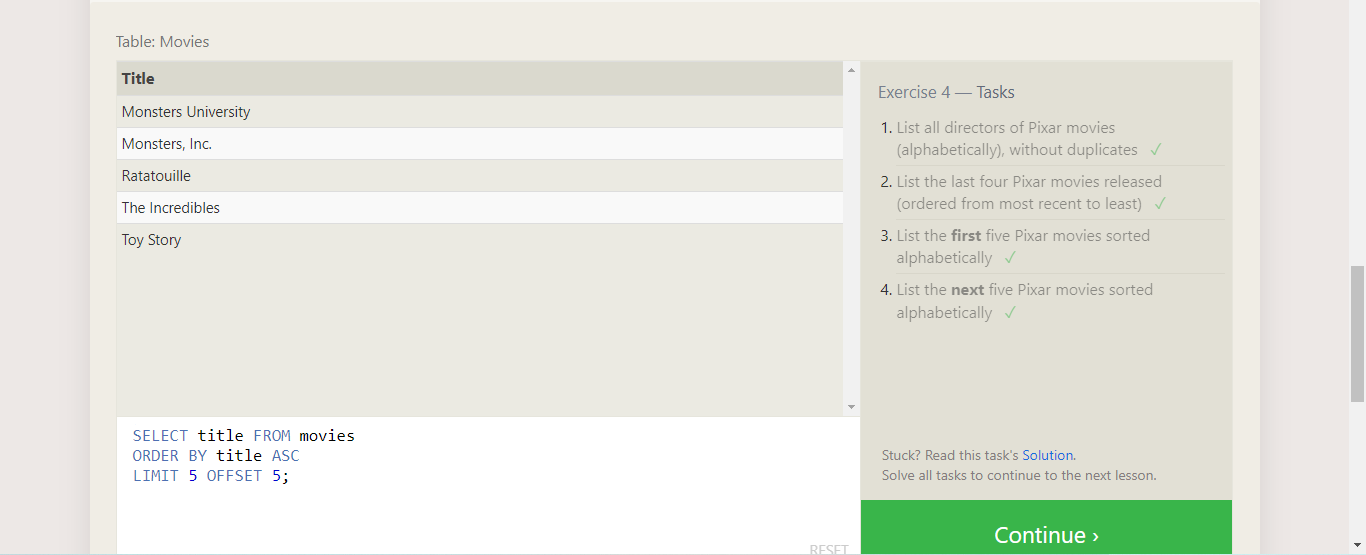 Table: Movies
Title
Monsters University
Monsters, Inc.
Ratatouille
The Incredibles
Toy Story
SELECT title FROM movies
ORDER BY title ASC
LIMIT 5 OFFSET 5;
RESET
Exercise 4 — Tasks
1. List all directors of Pixar movies
(alphabetically), without duplicates ✓
2. List the last four Pixar movies released
(ordered from most recent to least) ✓
3. List the first five Pixar movies sorted
alphabetically ✓
4. List the next five Pixar movies sorted
alphabetically ✓
Stuck? Read this task's Solution.
Solve all tasks to continue to the next lesson.
Continue ›